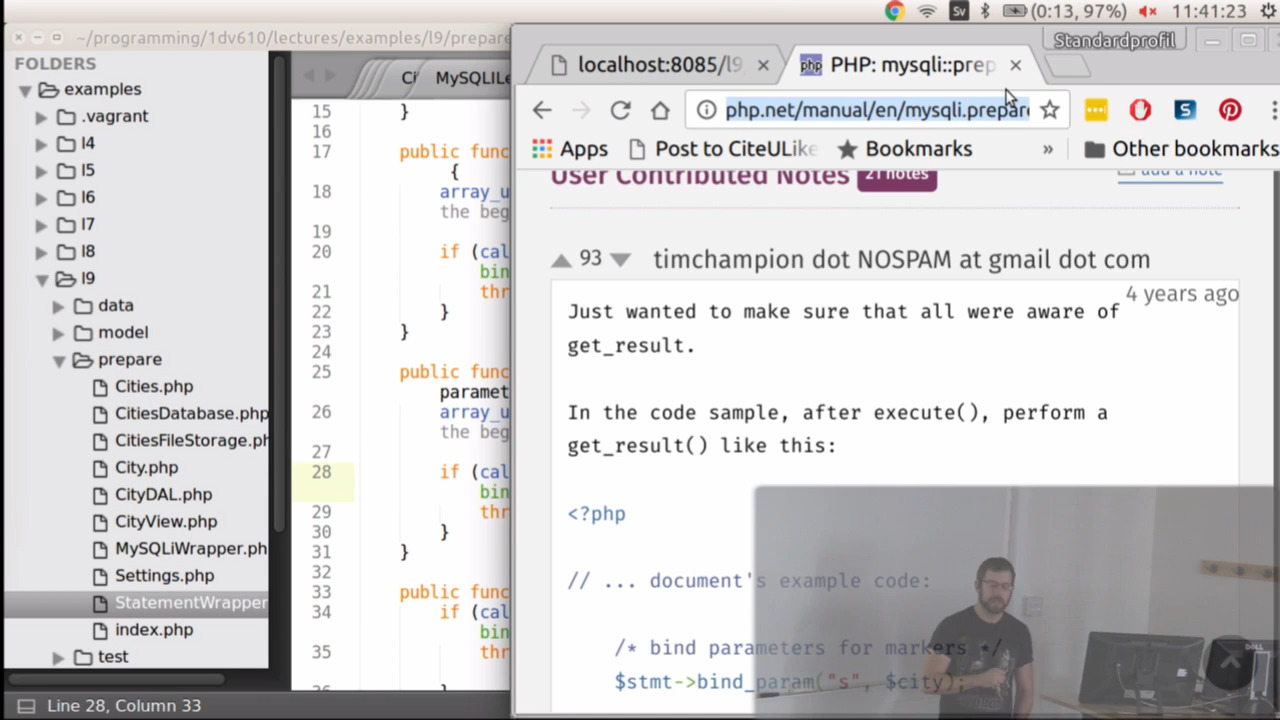 Sv
(0:13, 97%)
11:41:23
~/programming/1dv610/lectures/examples/l9/prepare
Standardprofil
FOLDERS
examples
.vagrant
l4
l5
l6
l7
l8
l9
data
model
prepare
Cities.php
CitiesDatabase.php
CitiesFileStorage.ph
City.php
CityDAL.php
CityView.php
MySQLiWrapper.ph
Settings.php
StatementWrapper
index.php
test
Line 28, Column 33
Ci
MySQLILe
15 }
16
17 public func
{
18 array_u
the beg
19
20 if (cal
bin
21 thr
22 }
23 }
24
25 public func
paramet
26 array_u
the beg
27
28 if (cal
bin
29 thr
30 }
31 }
32
33 public func
34 if (cal
bin
35 thr
localhost:8085/l9
php PHP: mysqli::prep
php.net/manual/en/mysqli.prepare
Apps
Post to CiteULike
Bookmarks
»
Other bookmarks
User Contributed Notes 21 notes
add a note
93 timchampion dot NOSPAM at gmail dot com
4 years ago
Just wanted to make sure that all were aware of
get_result.
In the code sample, after execute(), perform a
get_result() like this:
<?php
// ... document's example code:
/* bind parameters for markers */
$stmt->bind_param("s", $city);
DELL